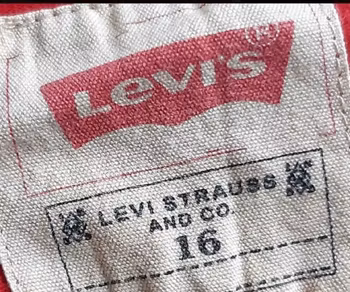 Levi's (R)
LEVI STRAUSS
AND CO.
16